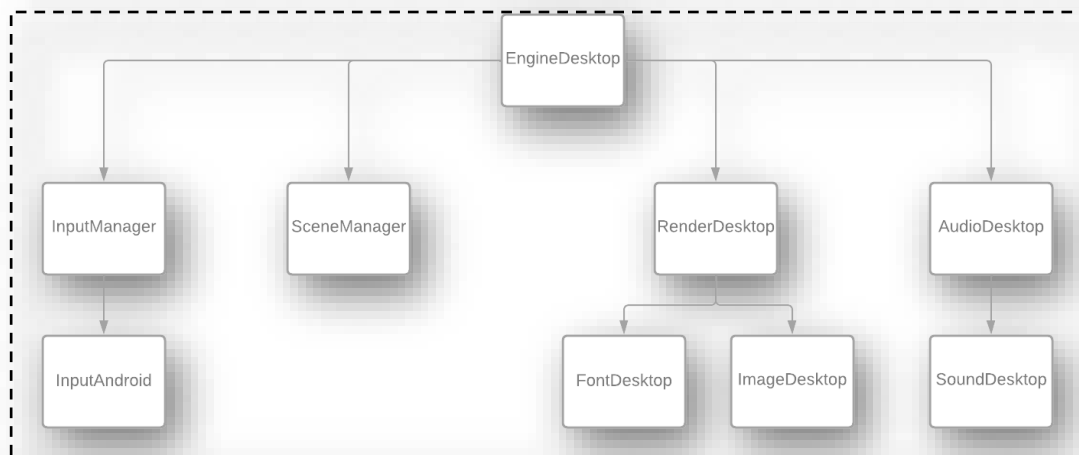 EngineDesktop
InputManager
SceneManager
RenderDesktop
AudioDesktop
InputAndroid
FontDesktop
ImageDesktop
SoundDesktop